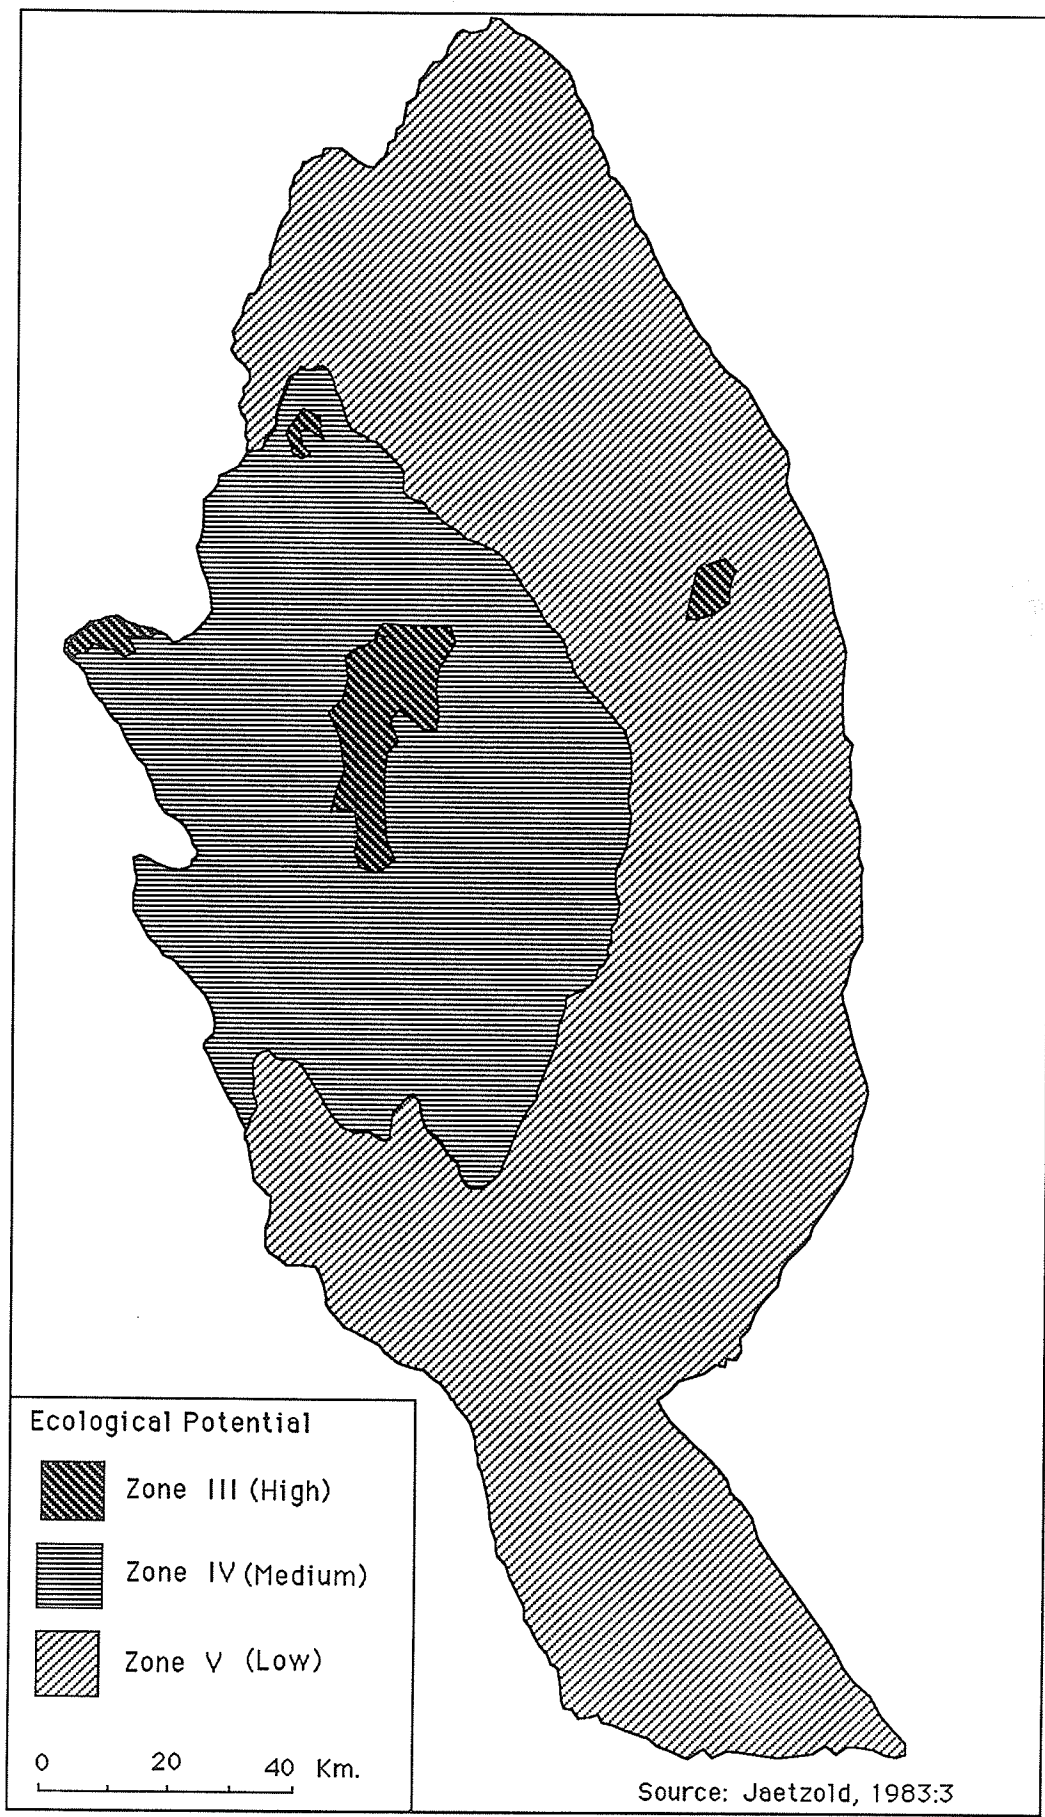 Ecological Potential
Zone III (High)
Zone IV (Medium)
Zone V (Low)
0 20 40 Km.
Source: Jaetzold, 1983:3